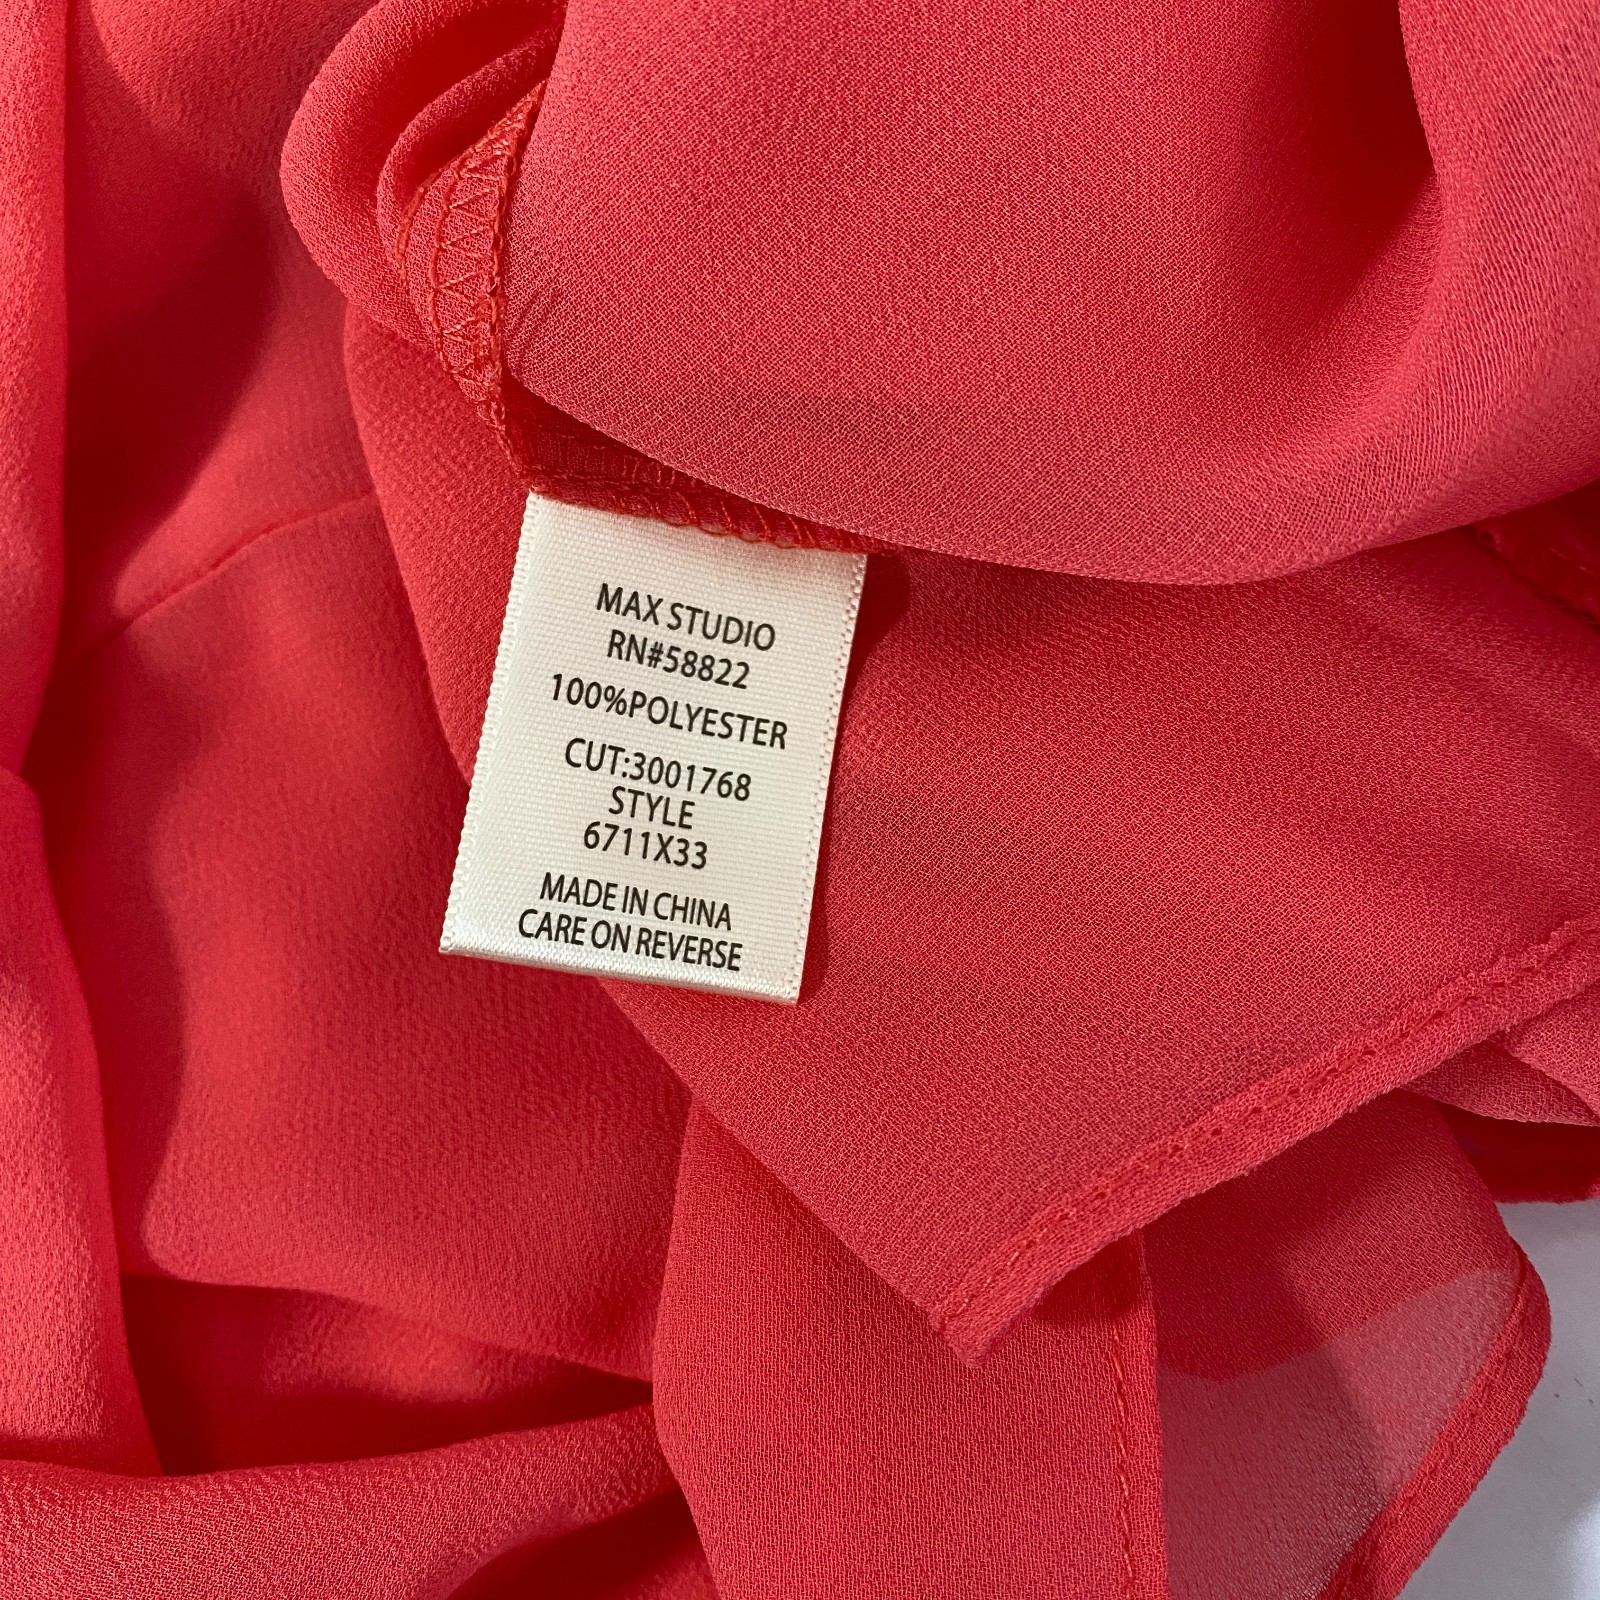 MAX STUDIO
RN#58822
100%POLYESTER
CUT:3001768
STYLE
6711X33
MADE IN CHINA
CARE ON REVERSE